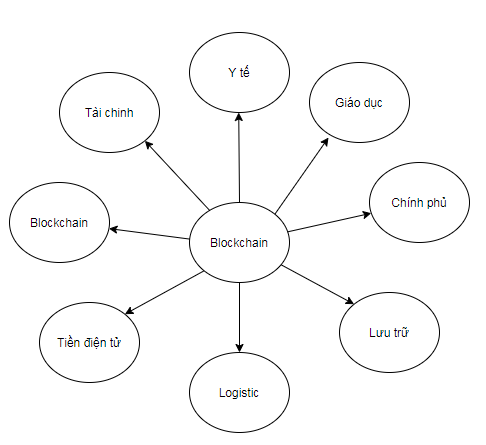 Y tế
Tài chinh
Giáo dục
Chính phủ
Blockchain
Blockchain
Lưu trữ
Tiền điện tử
Logistic